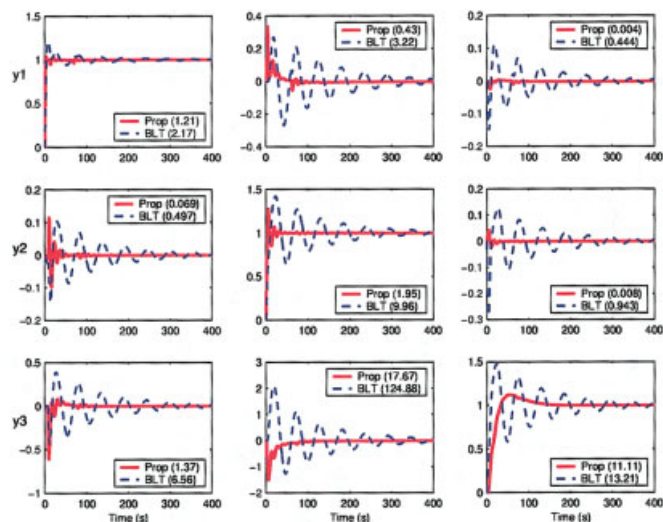 1.5
1
0.5
0
y1
Prop (1.21)
BLT (2.17)
0 100 200 300 400
0.4
0.2
0
-0.2
0.4
Prop (0.43)
BLT (3.22)
0 100 200 300 400
0.2
0.1
0
-0.1
-0.2
Prop (0.004)
BLT (0.444)
0 100 200 300 400
0.2
0.1
0
-0.1
-0.2
y2
Prop (0.069)
BLT (0.497)
0 100 200 300 400
1.5
1
0.5
0
Prop (1.95)
BLT (9.96)
0 100 200 300 400
0.2
0.1
0
-0.1
-0.2
-0.3
Prop (0.008)
BLT (0.943)
0 100 200 300 400
0.5
0
-0.5
-1
y3
Prop (1.37)
BLT (6.56)
0 100 200 300 400
Time (s)
3
2
1
0
-1
-2
Prop (17.67)
BLT (124.88)
0 100 200 300 400
Time (s)
1.5
1
0.5
0
Prop (11.11)
BLT (13.21)
0 100 200 300 400
Time (s)